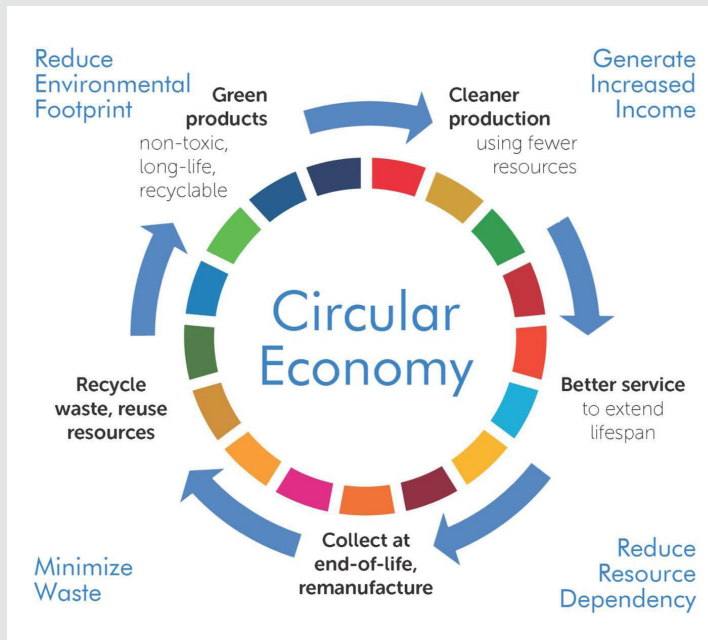 Reduce
Environmental
Footprint
Generate
Increased
Income
Green
products
non-toxic,
long-life,
recyclable
Cleaner
production
using fewer
resources
Circular
Economy
Better service
to extend
lifespan
Recycle
waste, reuse
resources
Collect at
end-of-life,
remanufacture
Minimize
Waste
Reduce
Resource
Dependency